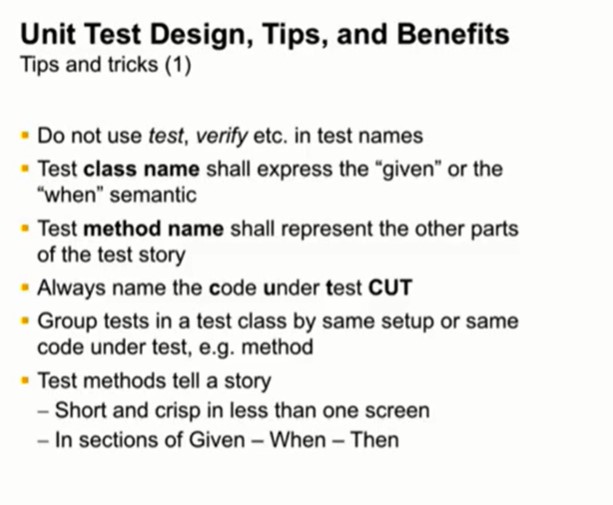 Unit Test Design, Tips, and Benefits
Tips and tricks (1)
▪ Do not use test, verify etc. in test names
▪ Test class name shall express the “given” or the
“when” semantic
▪ Test method name shall represent the other parts
of the test story
▪ Always name the code under test CUT
▪ Group tests in a test class by same setup or same
code under test, e.g. method
▪ Test methods tell a story
– Short and crisp in less than one screen
– In sections of Given – When – Then